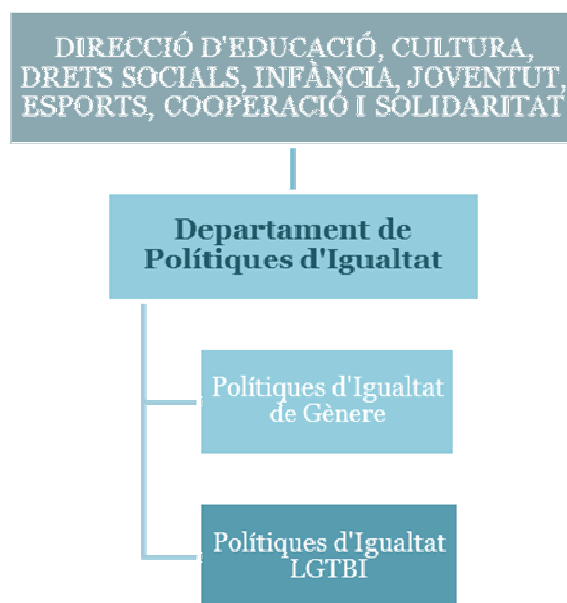 DIRECCIÓ D'EDUCACIÓ, CULTURA,
DRETS SOCIALS, INFÀNCIA, JOVENTUT,
ESPORTS, COOPERACIÓ I SOLIDARITAT
Departament de
Polítiques d'Igualtat
Polítiques d'Igualtat
de Gènere
Polítiques d'Igualtat
LGTBI